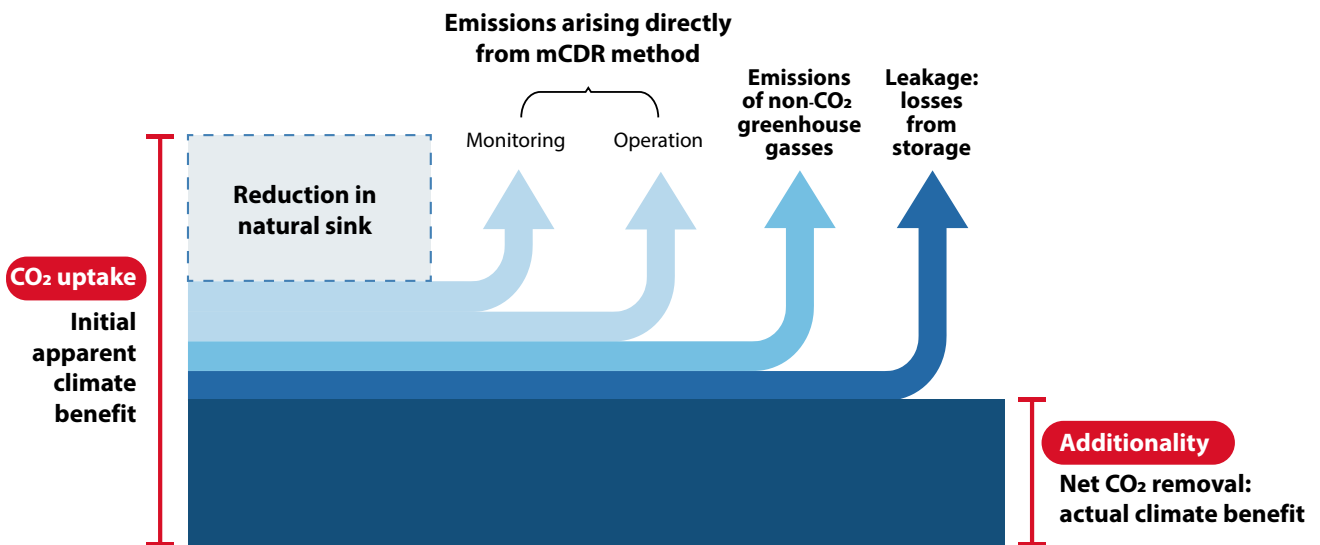 Emissions arising directly
from mCDR method
Monitoring
Operation
Emissions
of non-CO₂
greenhouse
gasses
Leakage:
losses
from
storage
Reduction in
natural sink
CO₂ uptake
Initial
apparent
climate
benefit
Additionality
Net CO₂ removal:
actual climate benefit